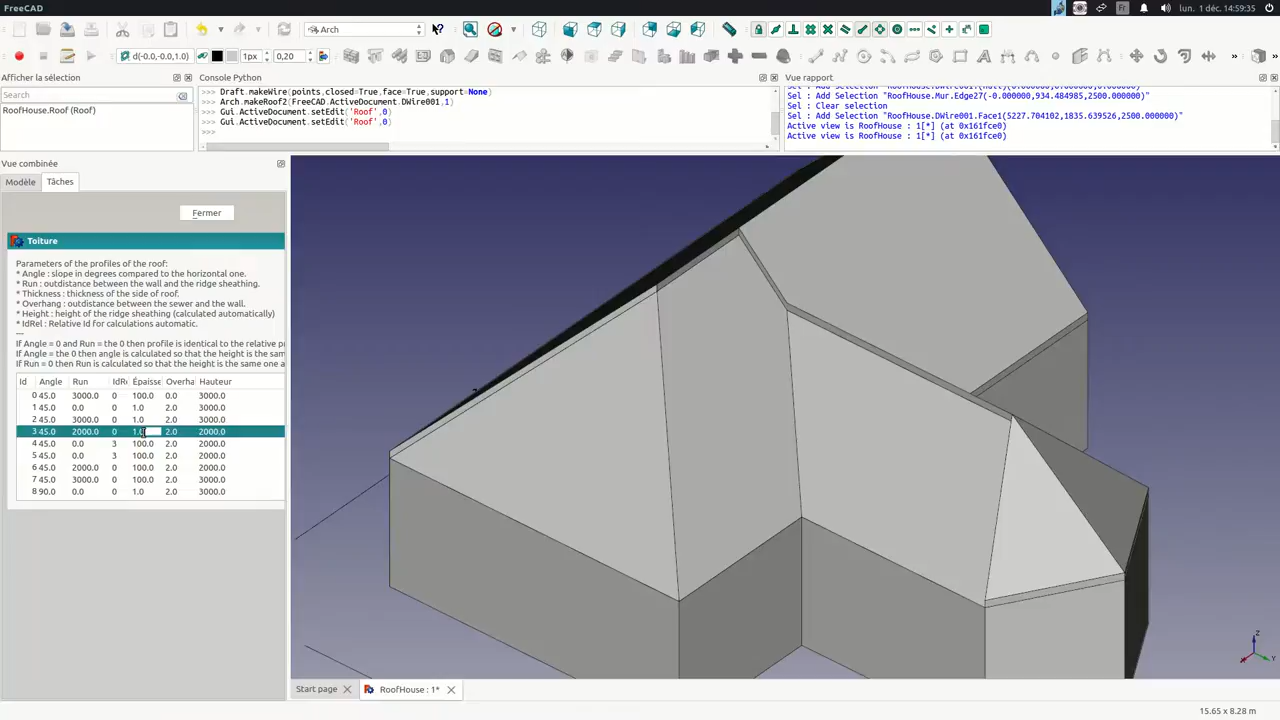 FreeCAD
Fr
lun. 1 déc. 14:59:35
Arch
d(-0.0,-0.0,1.0)
1px
0,20
Afficher la sélection
Search
RoofHouse.Roof (Roof)
Console Python
Draft.makeWire(points,closed=True,face=True,support=None)
>>> Arch.makeRoof2(FreeCAD.ActiveDocument.DWire001,1)
>>> Gui.ActiveDocument.setEdit('Roof',0)
>>> Gui.ActiveDocument.setEdit('Roof',0)
>>>
Vue rapport
Sel : Add Selection "RoofHouse.Mur.Edge27(-0.000000,934.484985,2500.000000)"
Sel : Clear selection
Sel : Add Selection "RoofHouse.DWire001.Face1(5227.704102,1835.639526,2500.000000)"
Active view is RoofHouse : 1[*] (at 0x161fce0)
Active view is RoofHouse : 1[*] (at 0x161fce0)
Vue combinée
Modèle Tâches
Fermer
Toiture
Parameters of the profiles of the roof:
* Angle : slope in degrees compared to the horizontal one.
* Run : outdistance between the wall and the ridge sheathing.
* Thickness : thickness of the side of roof.
* Overhang : outdistance between the sewer and the wall.
* Height : height of the ridge sheathing (calculated automatically)
* IdRel : Relative Id for calculations automatic.
---
If Angle = 0 and Run = the 0 then profile is identical to the relative p
If Angle = the 0 then angle is calculated so that the height is the same
If Run = 0 then Run is calculated so that the height is the same one a
Id Angle Run IdRe Épaisse Overha Hauteur
0 45.0 3000.0 0 100.0 0.0 3000.0
1 45.0 0.0 0 1.0 2.0 3000.0
2 45.0 3000.0 0 1.0 2.0 3000.0
3 45.0 2000.0 0 1.0 2.0 2000.0
4 45.0 0.0 3 100.0 2.0 2000.0
5 45.0 0.0 3 100.0 2.0 2000.0
6 45.0 2000.0 0 100.0 2.0 2000.0
7 45.0 3000.0 0 100.0 2.0 3000.0
8 90.0 0.0 0 1.0 2.0 3000.0
Z
Y
X
Start page
RoofHouse : 1*
15.65 x 8.28 m